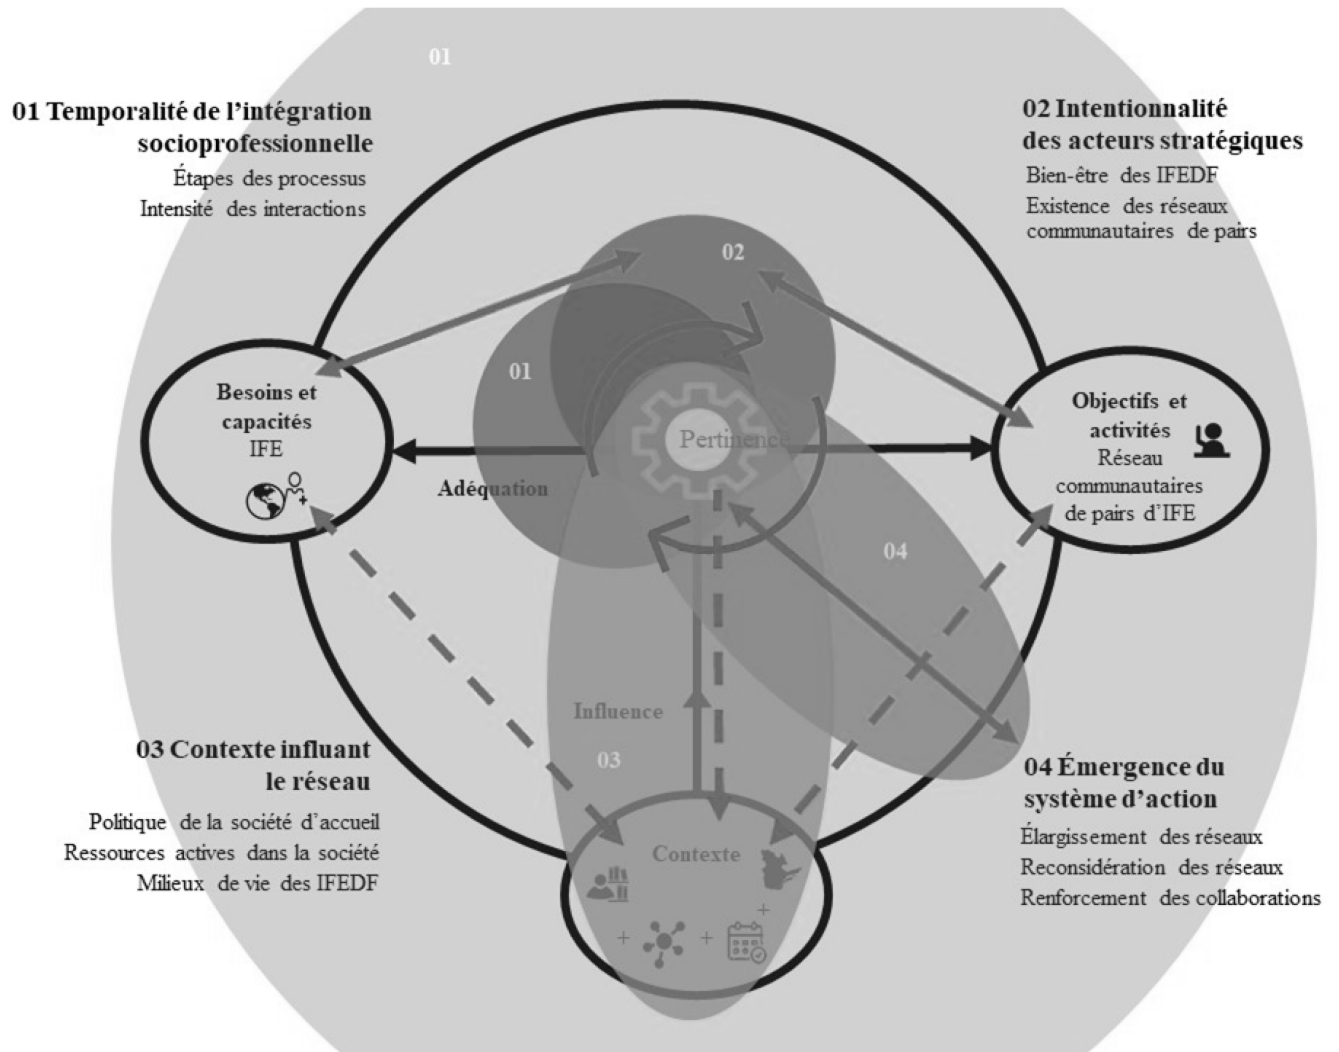 01
01 Temporalité de l’intégration
socioprofessionnelle
Étapes des processus
Intensité des interactions
02 Intentionnalité
des acteurs stratégiques
Bien-être des IFEDF
Existence des réseaux
communautaires de pairs
02
01
Besoins et
capacités
IFE
Adéquation
Pertinence
Objectifs et
activités
Réseau
communautaires
de pairs d’IFE
04
Influence
03
03 Contexte influant
le réseau
Politique de la société d’accueil
Ressources actives dans la société
Milieux de vie des IFEDF
04 Émergence du
système d’action
Élargissement des réseaux
Reconsidération des réseaux
Renforcement des collaborations
Contexte
+
+ +